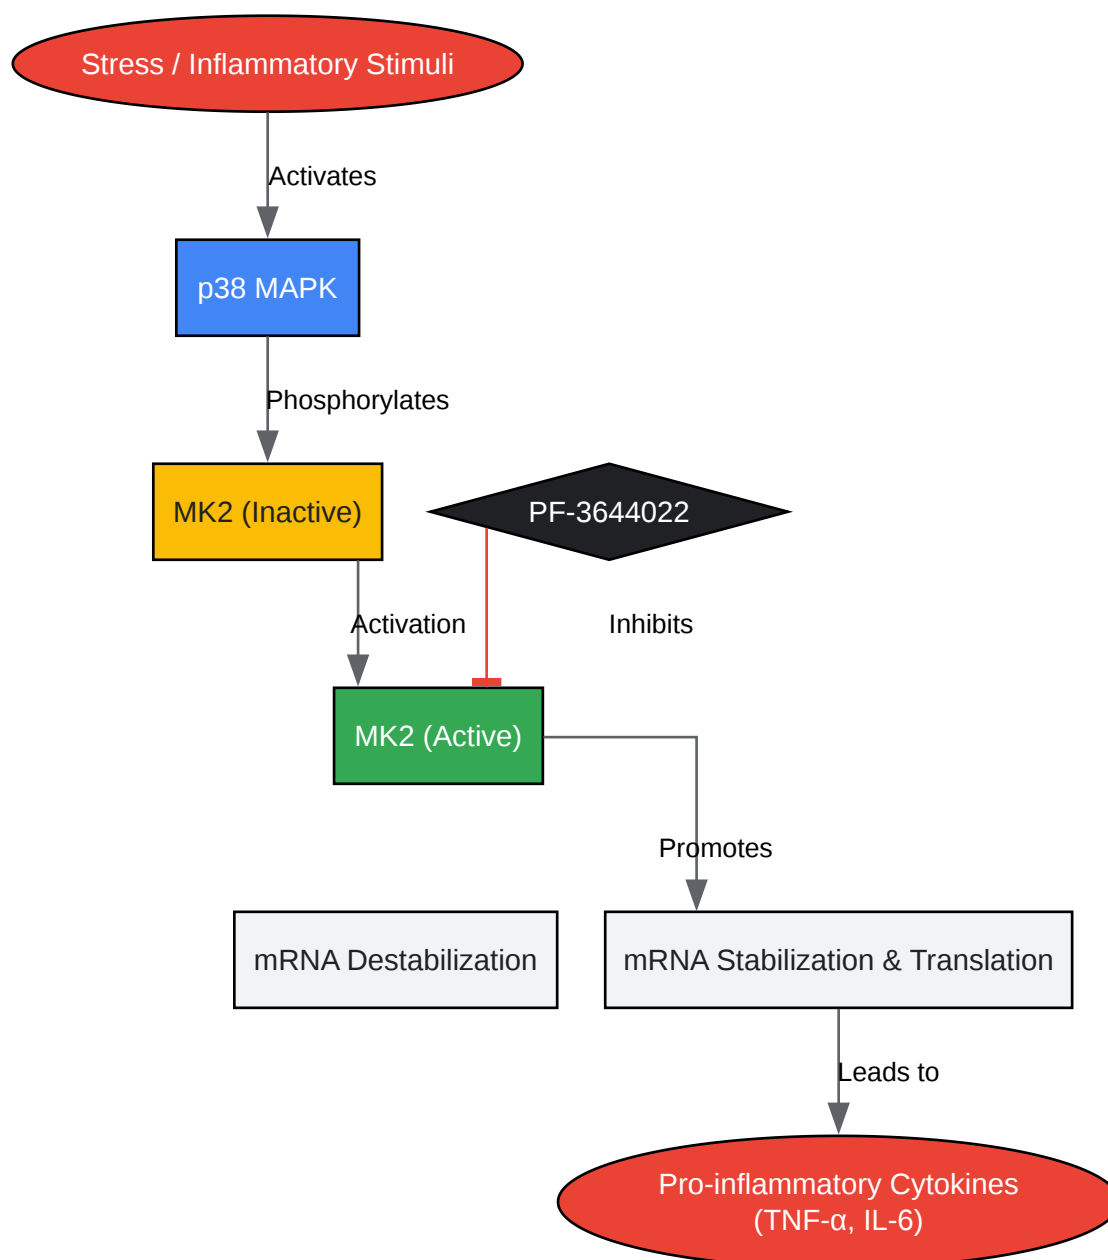 Stress / Inflammatory Stimuli
Activates
p38 MAPK
Phosphorylates
MK2 (Inactive)
PF-3644022
Activation
Inhibits
MK2 (Active)
Promotes
mRNA Destabilization
mRNA Stabilization & Translation
Leads to
Pro-inflammatory Cytokines
(TNF-α, IL-6)